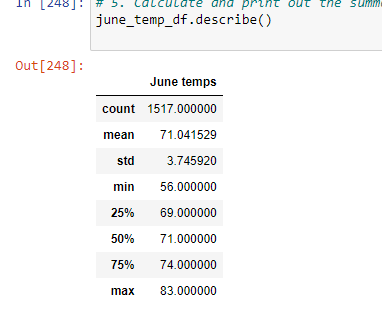 In [248]: # 5. Calculate and print out the summ
june_temp_df.describe()
Out[248]:
June temps
count 1517.000000
mean 71.041529
std 3.745920
min 56.000000
25% 69.000000
50% 71.000000
75% 74.000000
max 83.000000